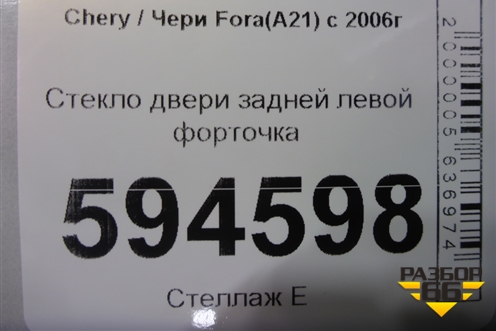 Chery / Чери Fora(A21) с 2006г
Стекло двери задней левой
форточка
594598
Стеллаж Е
2000005636974
РАЗБОР
66